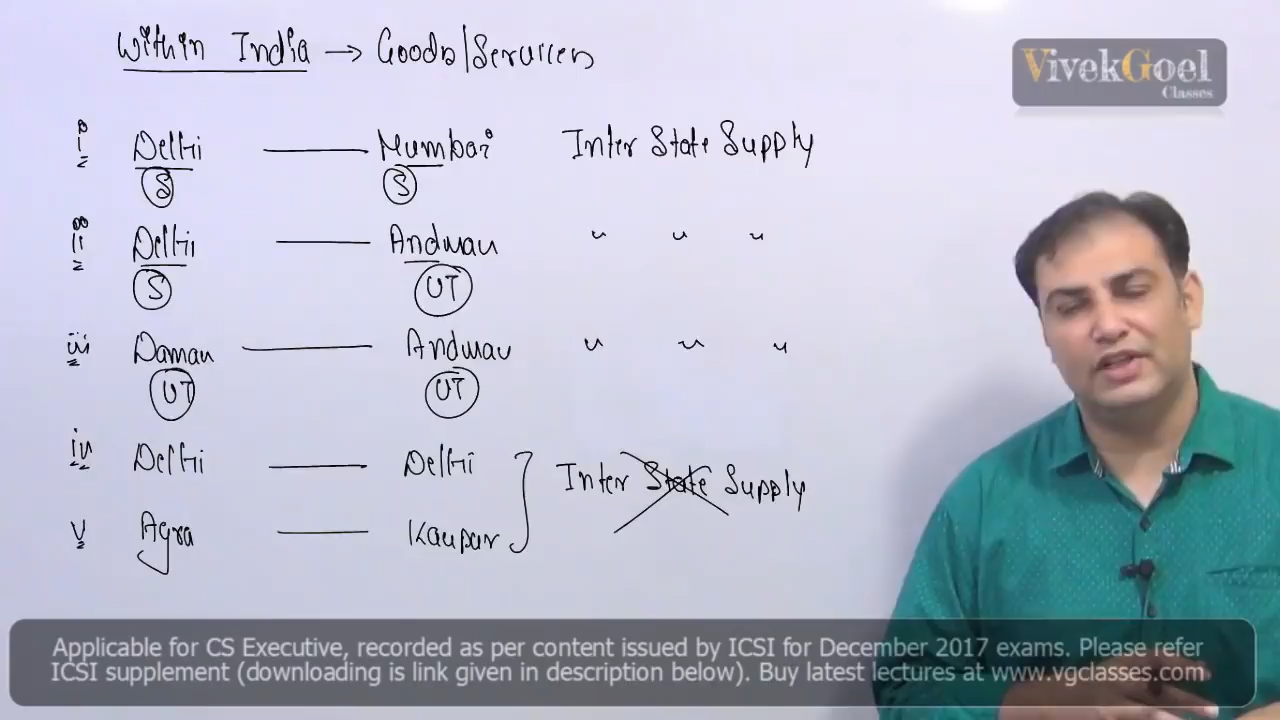 Within India → Goods/Services
VivekGoel
Classes
i Delhi — Mumbai Inter State Supply
(S) (S)
ii Delhi — Andman " " "
(S) (UT)
iii Daman — Andman " " "
(UT) (UT)
iv Delhi — Delhi
Inter State Supply
v Agra — Kanpur
Applicable for CS Executive, recorded as per content issued by ICSI for December 2017 exams. Please refer
ICSI supplement (downloading is link given in description below). Buy latest lectures at www.vgclasses.com